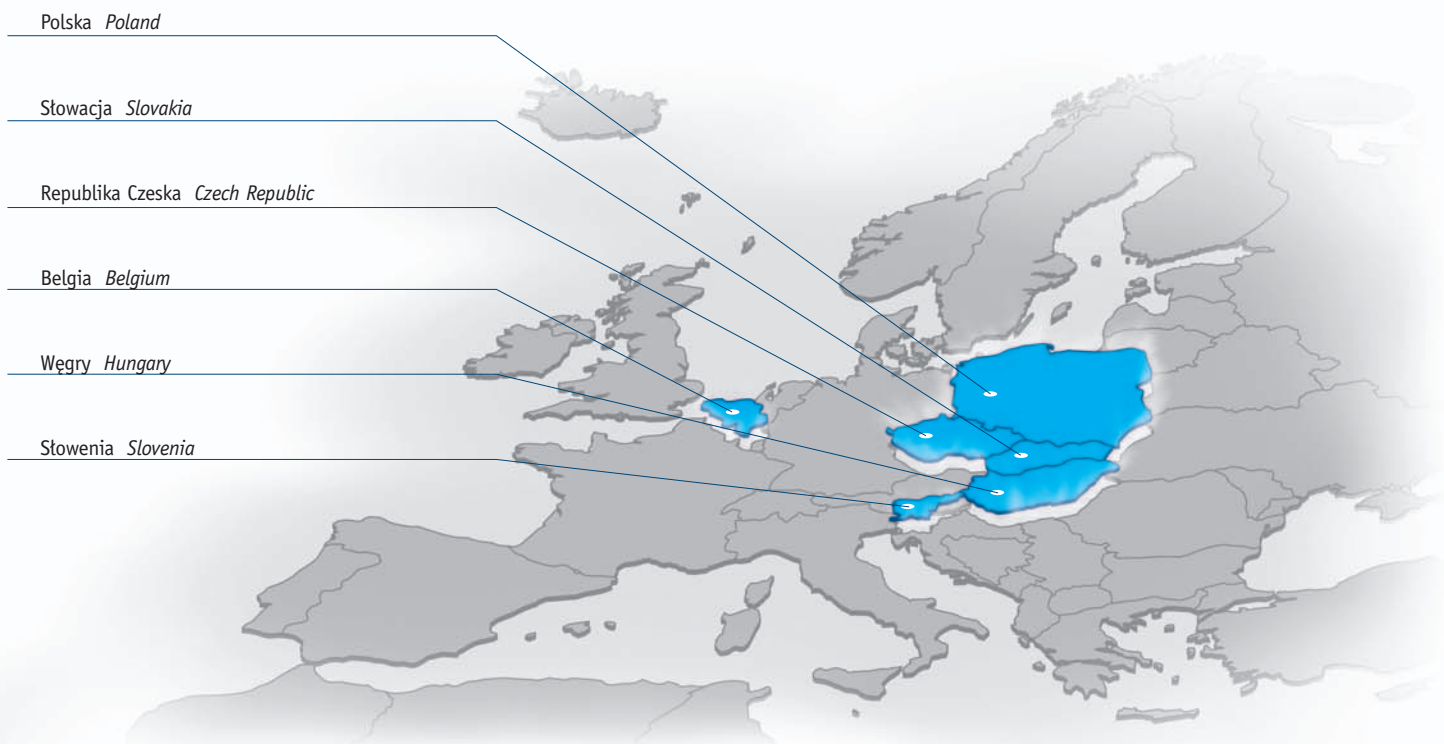 Polska Poland
Słowacja Slovakia
Republika Czeska Czech Republic
Belgia Belgium
Węgry Hungary
Słowenia Slovenia